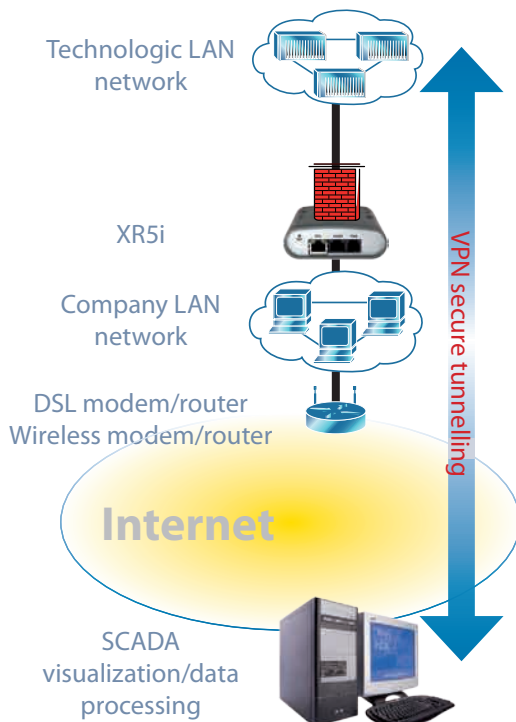 Technologic LAN
network
XR5i
Company LAN
network
DSL modem/router
Wireless modem/router
VPN secure tunnelling
Internet
SCADA
visualization/data
processing